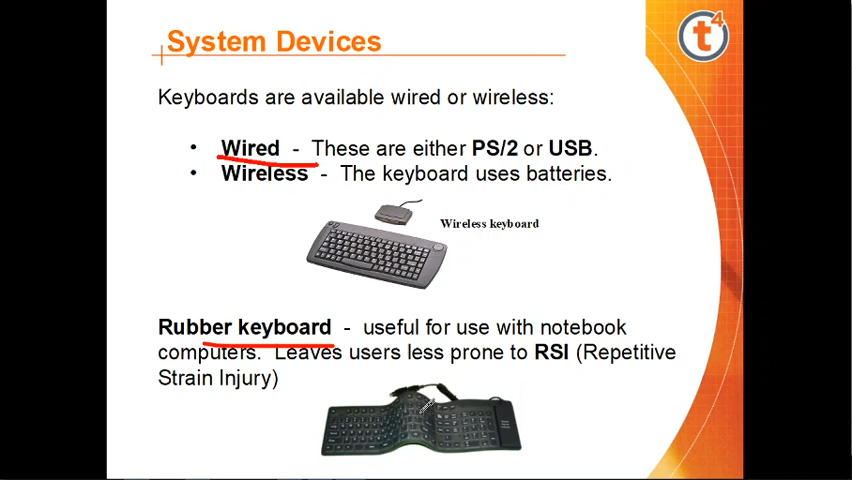 System Devices
t4
Keyboards are available wired or wireless:
• Wired - These are either PS/2 or USB.
• Wireless - The keyboard uses batteries.
Wireless keyboard
Rubber keyboard - useful for use with notebook
computers. Leaves users less prone to RSI (Repetitive
Strain Injury)